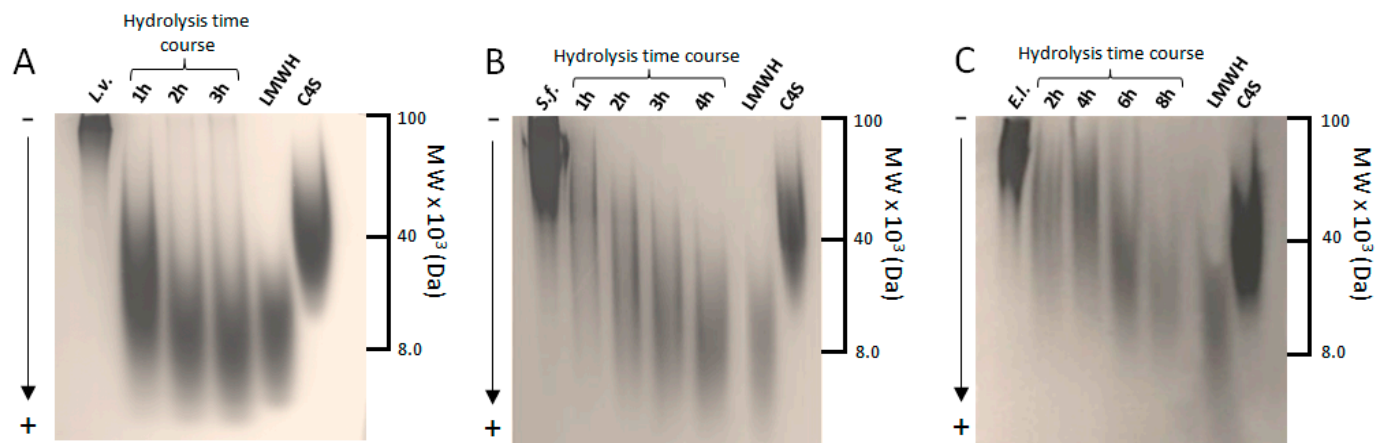 A
Hydrolysis time
course
L.v. 1h 2h 3h LMWH C4S
-
+
100
40
8.0
MW x 10³ (Da)
B
Hydrolysis time course
S.f. 1h 2h 3h 4h LMWH C4S
-
+
100
40
8.0
MW x 10³ (Da)
C
Hydrolysis time course
E.l. 2h 4h 6h 8h LMWH C4S
-
+
100
40
8.0
MW x 10³ (Da)